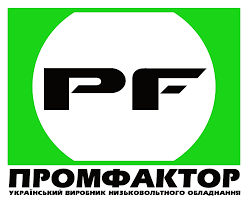 PF
ПРОМФАКТОР
УКРАЇНСЬКИЙ ВИРОБНИК НИЗЬКОВОЛЬТНОГО ОБЛАДНАННЯ